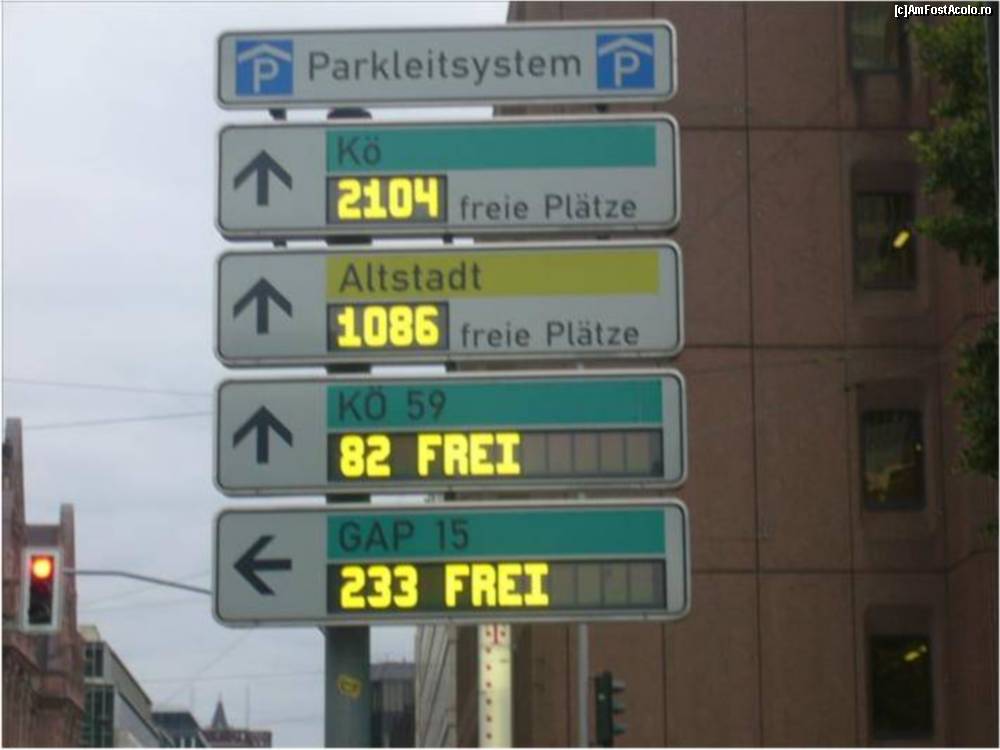 [c]AmFostAcolo.ro
P Parkleitsystem P
Kö
2104 freie Plätze
Altstadt
1086 freie Plätze
KÖ 59
82 FREI
GAP 15
233 FREI